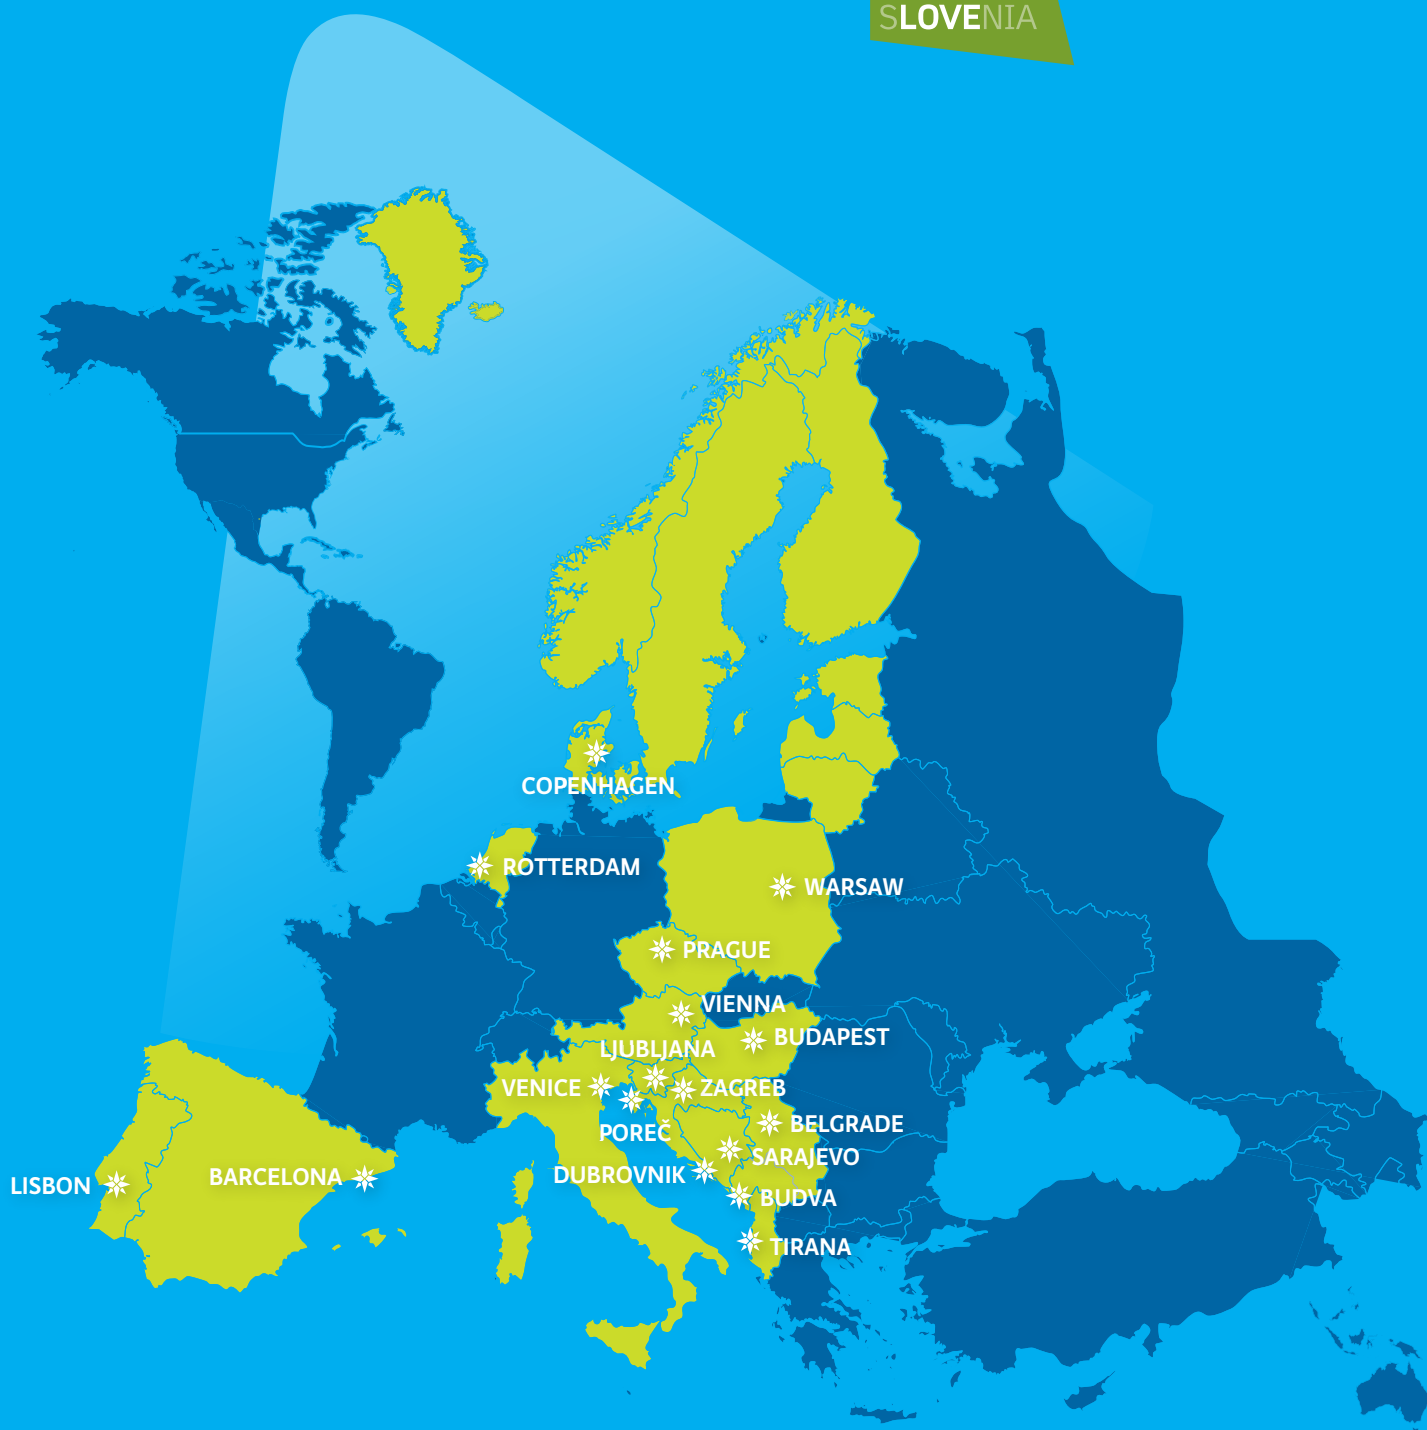 SLOVENIA
COPENHAGEN
ROTTERDAM
WARSAW
PRAGUE
VIENNA
BUDAPEST
LJUBLJANA
VENICE
ZAGREB
POREČ
BELGRADE
SARAJEVO
DUBROVNIK
BARCELONA
LISBON
BUDVA
TIRANA